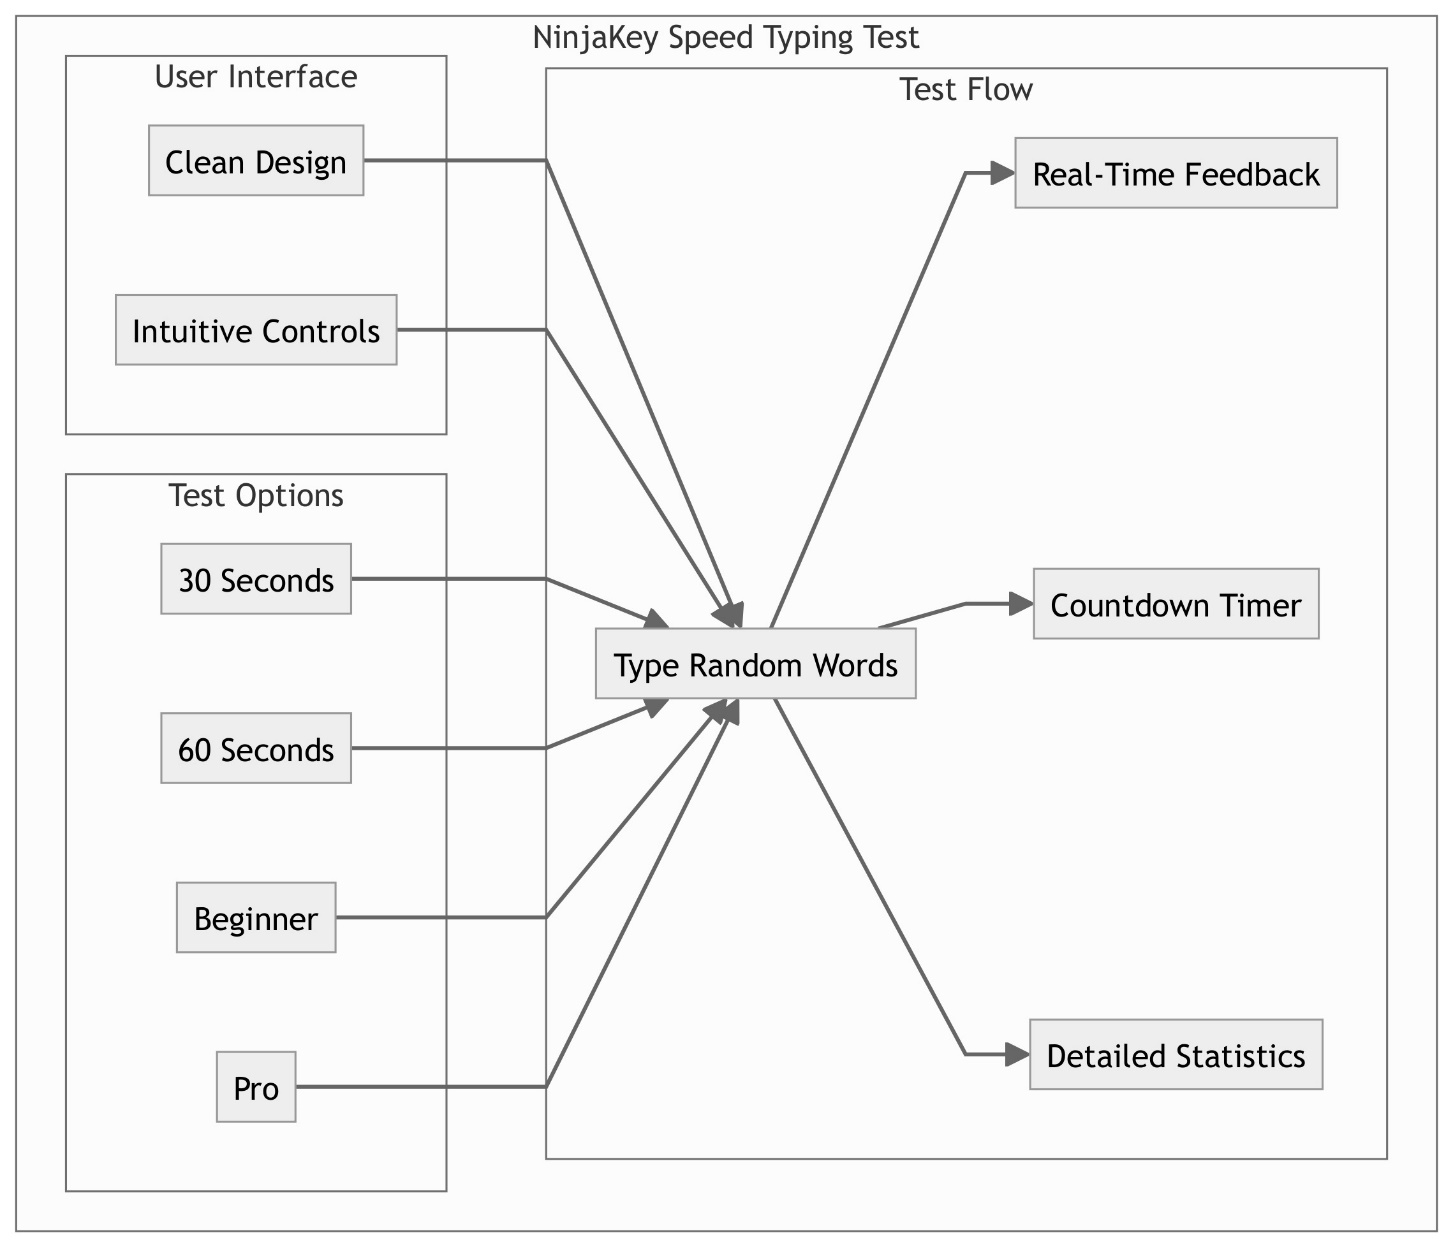 NinjaKey Speed Typing Test
User Interface
Clean Design
Intuitive Controls
Test Options
30 Seconds
60 Seconds
Beginner
Pro
Test Flow
Type Random Words
Real-Time Feedback
Countdown Timer
Detailed Statistics